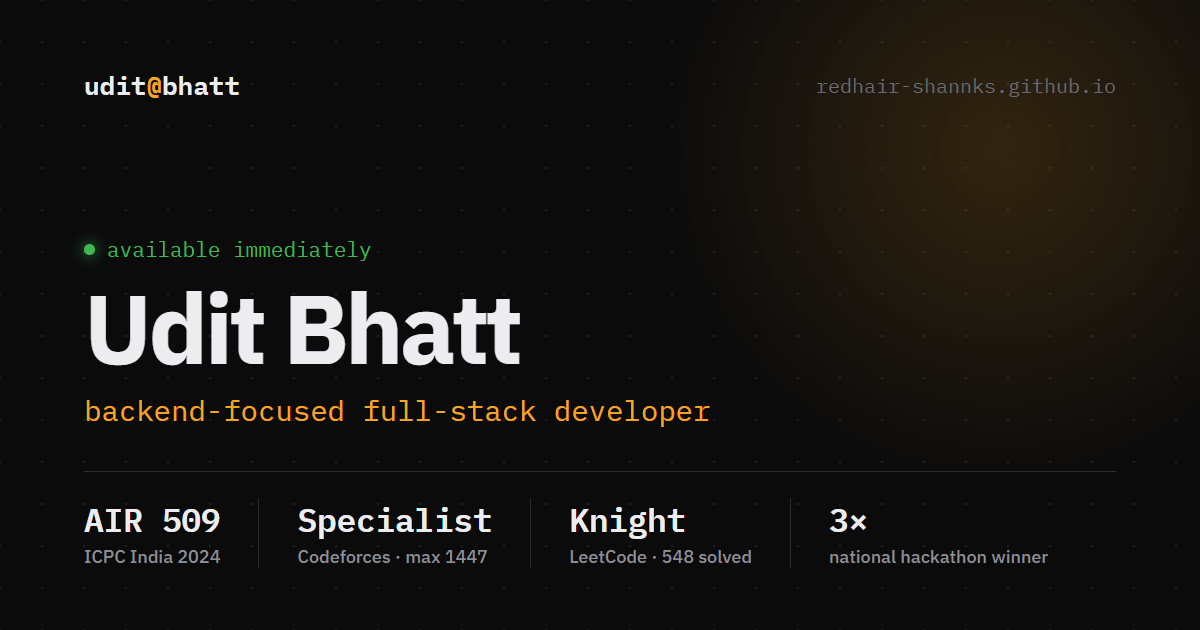 udit@bhatt
redhair-shannks.github.io
available immediately
Udit Bhatt
backend-focused full-stack developer
AIR 509
ICPC India 2024
Specialist
Codeforces · max 1447
Knight
LeetCode · 548 solved
3×
national hackathon winner